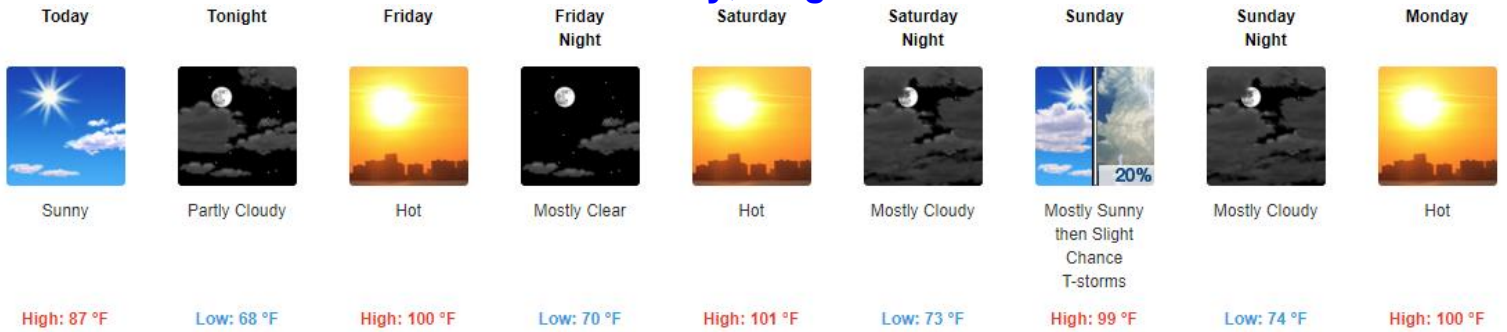 Today
Tonight
Friday
Friday
Night
Saturday
Saturday
Night
Sunday
Sunday
Night
Monday
20%
Sunny
Partly Cloudy
Hot
Mostly Clear
Hot
Mostly Cloudy
Mostly Sunny
then Slight
Chance
T-storms
Mostly Cloudy
Hot
High: 87 °F
Low: 68 °F
High: 100 °F
Low: 70 °F
High: 101 °F
Low: 73 °F
High: 99 °F
Low: 74 °F
High: 100 °F